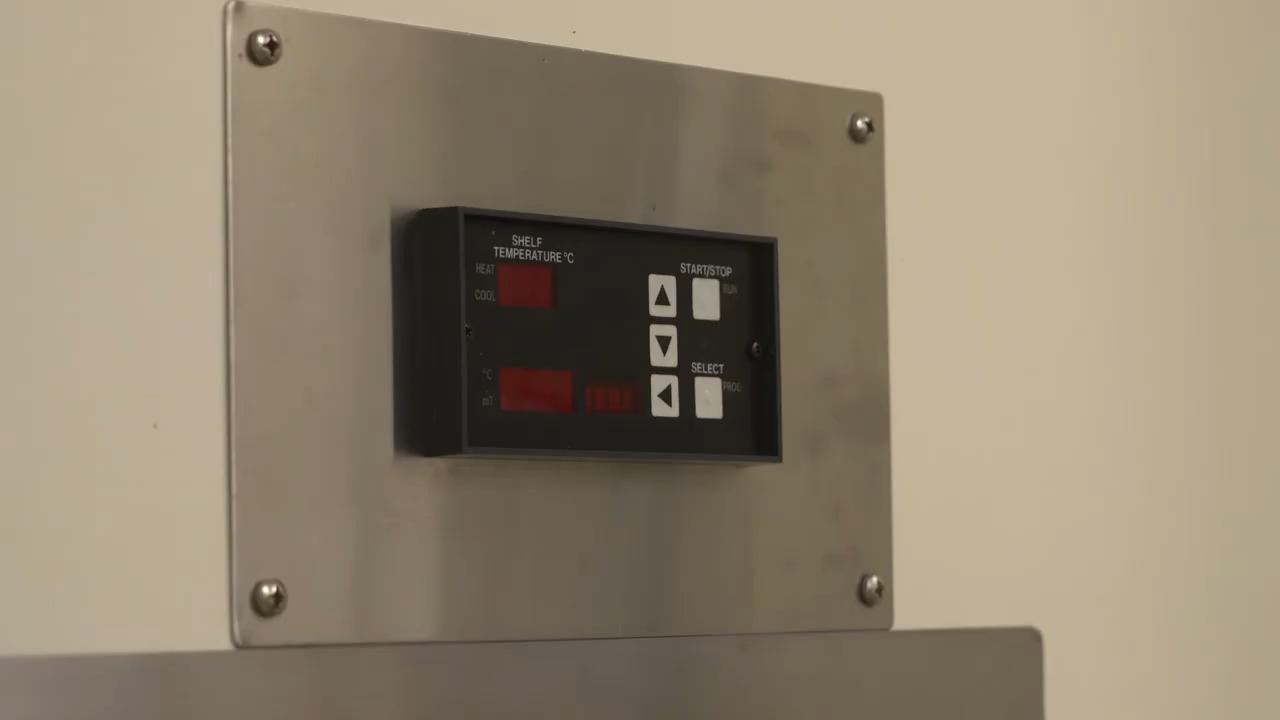 SHELF
TEMPERATURE °C
HEAT
COOL
START/STOP
RUN
°C
mT
SELECT
PROG